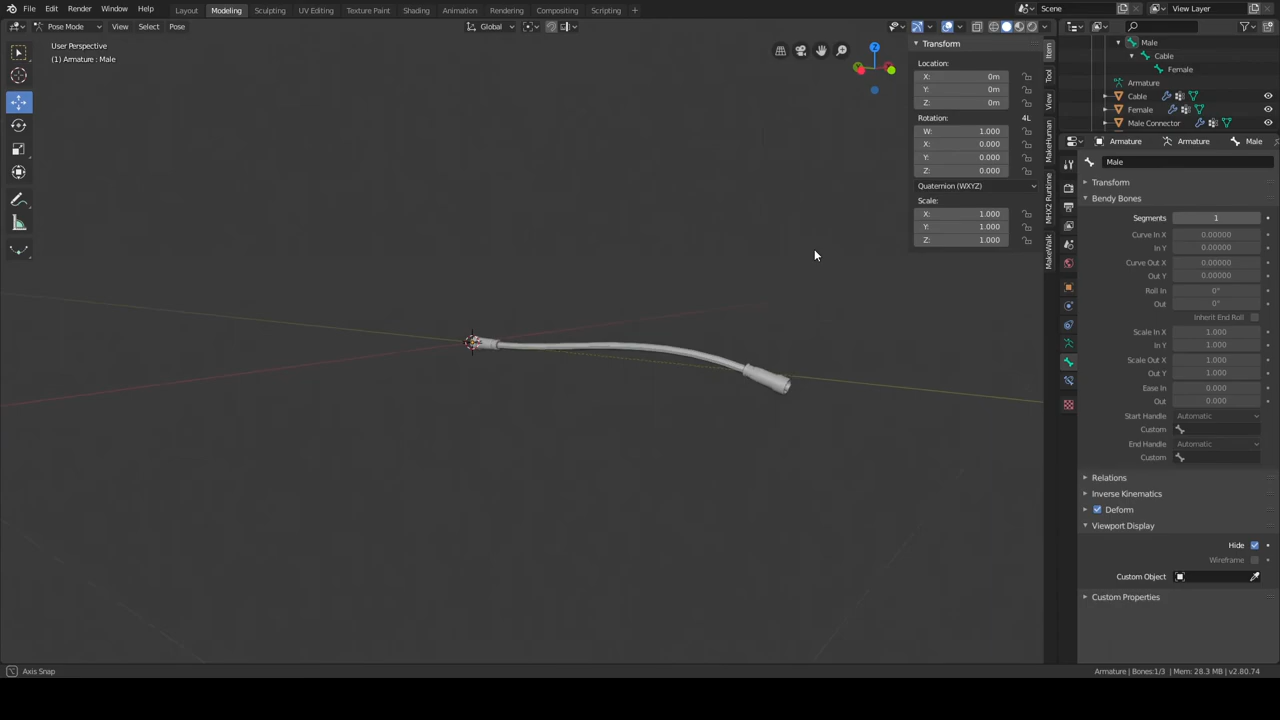 File Edit Render Window Help Layout Modeling Sculpting UV Editing Texture Paint Shading Animation Rendering Compositing Scripting + Scene View Layer
Pose Mode View Select Pose Global
User Perspective
(1) Armature : Male
Transform
Location:
X: 0m
Y: 0m
Z: 0m
Rotation: 4L
W: 1.000
X: 0.000
Y: 0.000
Z: 0.000
Quaternion (WXYZ)
Scale:
X: 1.000
Y: 1.000
Z: 1.000
Z
Item
Tool
View
MakeHuman
MHX2 Runtime
MakeWalk
Male
Cable
Female
Armature
Cable
Female
Male Connector
Armature Armature Male
Male
Transform
Bendy Bones
Segments 1
Curve In X 0.00000
In Y 0.00000
Curve Out X 0.00000
Out Y 0.00000
Roll In 0°
Out 0°
Inherit End Roll
Scale In X 1.000
In Y 1.000
Scale Out X 1.000
Out Y 1.000
Ease In 0.000
Out 0.000
Start Handle Automatic
Custom
End Handle Automatic
Custom
Relations
Inverse Kinematics
Deform
Viewport Display
Hide
Wireframe
Custom Object
Custom Properties
Axis Snap
Armature | Bones:1/3 | Mem: 28.3 MB | v2.80.74